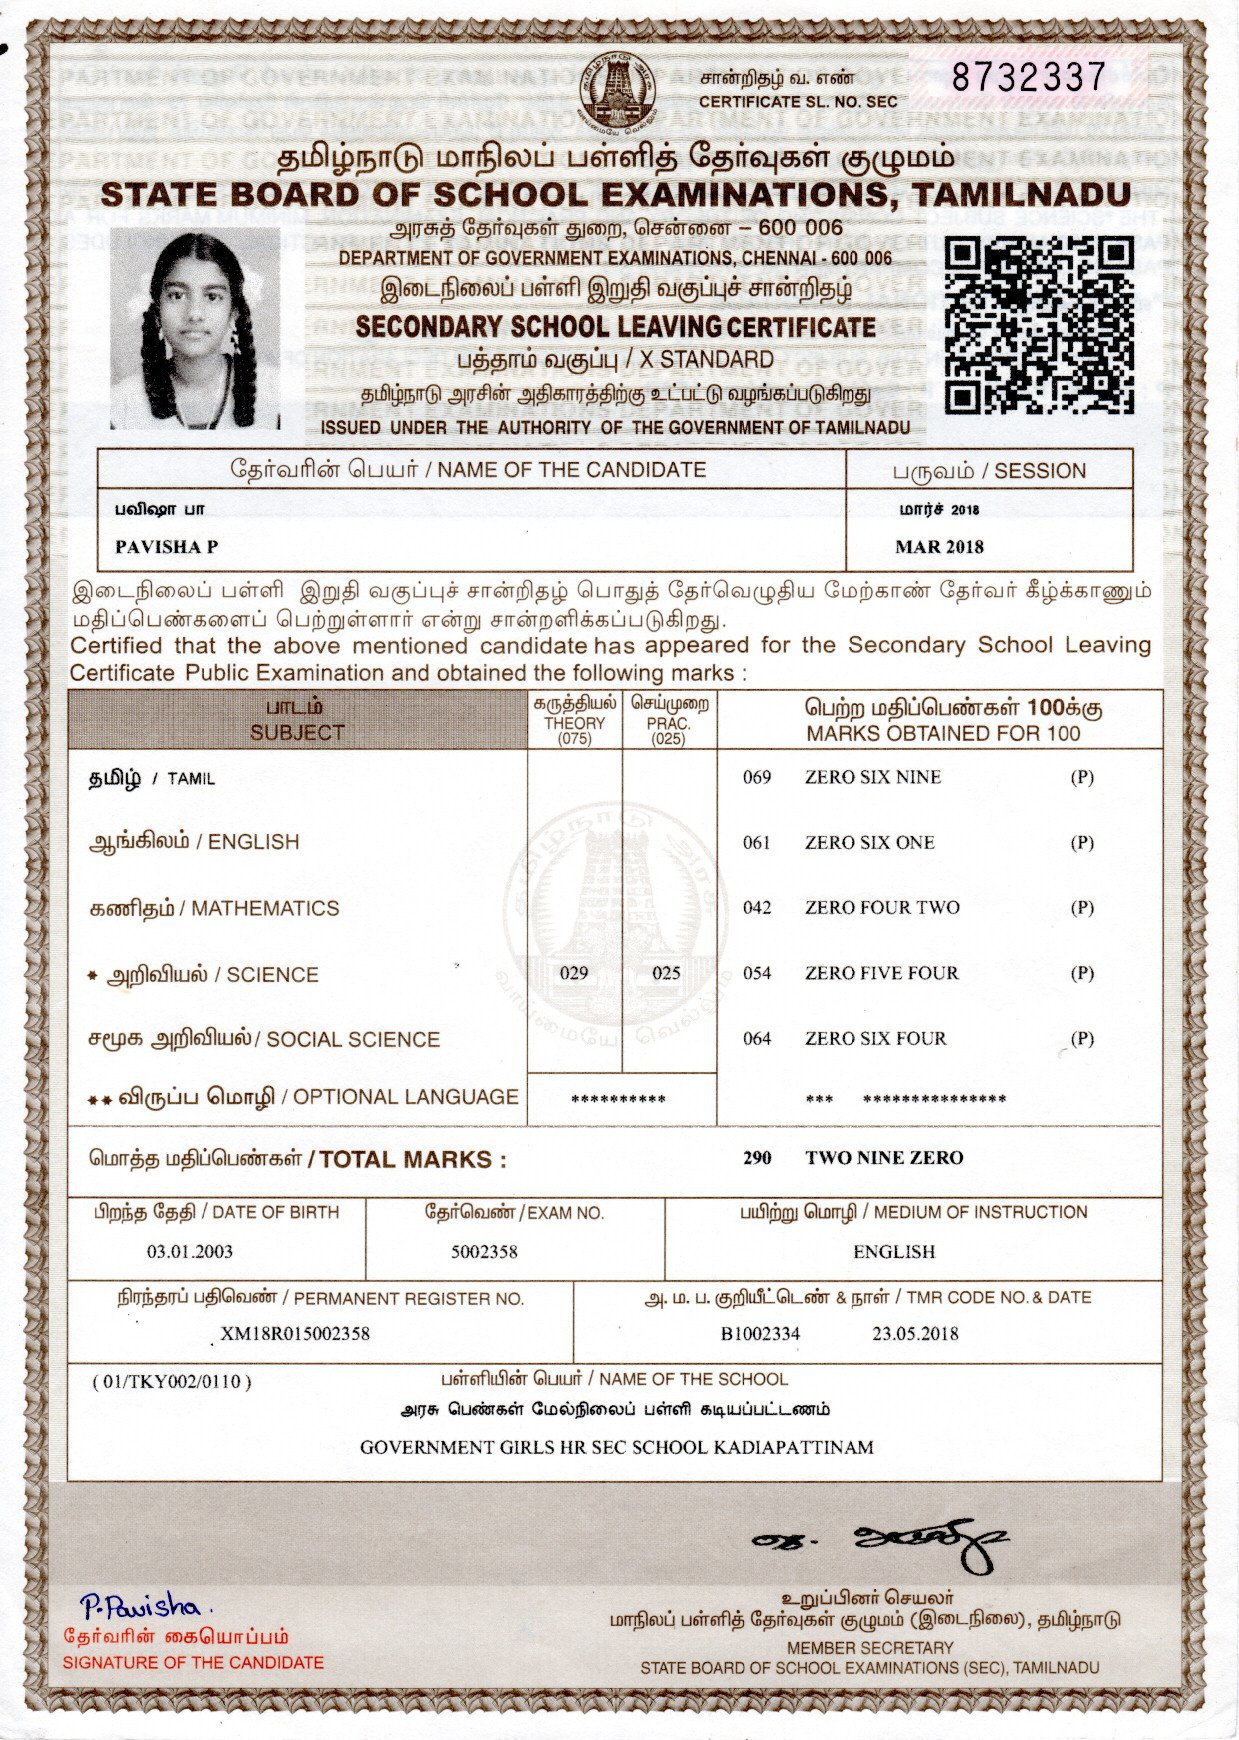 சான்றிதழ் வ. எண்
CERTIFICATE SL. NO. SEC
8732337
தமிழ்நாடு மாநிலப் பள்ளித் தேர்வுகள் குழுமம்
STATE BOARD OF SCHOOL EXAMINATIONS, TAMILNADU
அரசுத் தேர்வுகள் துறை, சென்னை – 600 006
DEPARTMENT OF GOVERNMENT EXAMINATIONS, CHENNAI - 600 006
இடைநிலைப் பள்ளி இறுதி வகுப்புச் சான்றிதழ்
SECONDARY SCHOOL LEAVING CERTIFICATE
பத்தாம் வகுப்பு / X STANDARD
தமிழ்நாடு அரசின் அதிகாரத்திற்கு உட்பட்டு வழங்கப்படுகிறது
ISSUED UNDER THE AUTHORITY OF THE GOVERNMENT OF TAMILNADU
தேர்வரின் பெயர் / NAME OF THE CANDIDATE பருவம் / SESSION
பவிஷா பா மார்ச் 2018
PAVISHA P MAR 2018
இடைநிலைப் பள்ளி இறுதி வகுப்புச் சான்றிதழ் பொதுத் தேர்வெழுதிய மேற்காண் தேர்வர் கீழ்க்காணும்
மதிப்பெண்களைப் பெற்றுள்ளார் என்று சான்றளிக்கப்படுகிறது.
Certified that the above mentioned candidate has appeared for the Secondary School Leaving
Certificate Public Examination and obtained the following marks :
பாடம் கருத்தியல் செய்முறை பெற்ற மதிப்பெண்கள் 100க்கு
SUBJECT THEORY PRAC. MARKS OBTAINED FOR 100
(075) (025)
தமிழ் / TAMIL 069 ZERO SIX NINE (P)
ஆங்கிலம் / ENGLISH 061 ZERO SIX ONE (P)
கணிதம் / MATHEMATICS 042 ZERO FOUR TWO (P)
* அறிவியல் / SCIENCE 029 025 054 ZERO FIVE FOUR (P)
சமூக அறிவியல் / SOCIAL SCIENCE 064 ZERO SIX FOUR (P)
** விருப்ப மொழி / OPTIONAL LANGUAGE ********** *** ***************
மொத்த மதிப்பெண்கள் / TOTAL MARKS : 290 TWO NINE ZERO
பிறந்த தேதி / DATE OF BIRTH தேர்வெண் / EXAM NO. பயிற்று மொழி / MEDIUM OF INSTRUCTION
03.01.2003 5002358 ENGLISH
நிரந்தரப் பதிவெண் / PERMANENT REGISTER NO. அ. ம. ப. குறியீட்டெண் & நாள் / TMR CODE NO. & DATE
XM18R015002358 B1002334 23.05.2018
( 01/TKY002/0110 ) பள்ளியின் பெயர் / NAME OF THE SCHOOL
அரசு பெண்கள் மேல்நிலைப் பள்ளி கடியப்பட்டணம்
GOVERNMENT GIRLS HR SEC SCHOOL KADIAPATTINAM
P. Pavisha.
தேர்வரின் கையொப்பம்
SIGNATURE OF THE CANDIDATE
உறுப்பினர் செயலர்
மாநிலப் பள்ளித் தேர்வுகள் குழுமம் (இடைநிலை), தமிழ்நாடு
MEMBER SECRETARY
STATE BOARD OF SCHOOL EXAMINATIONS (SEC), TAMILNADU